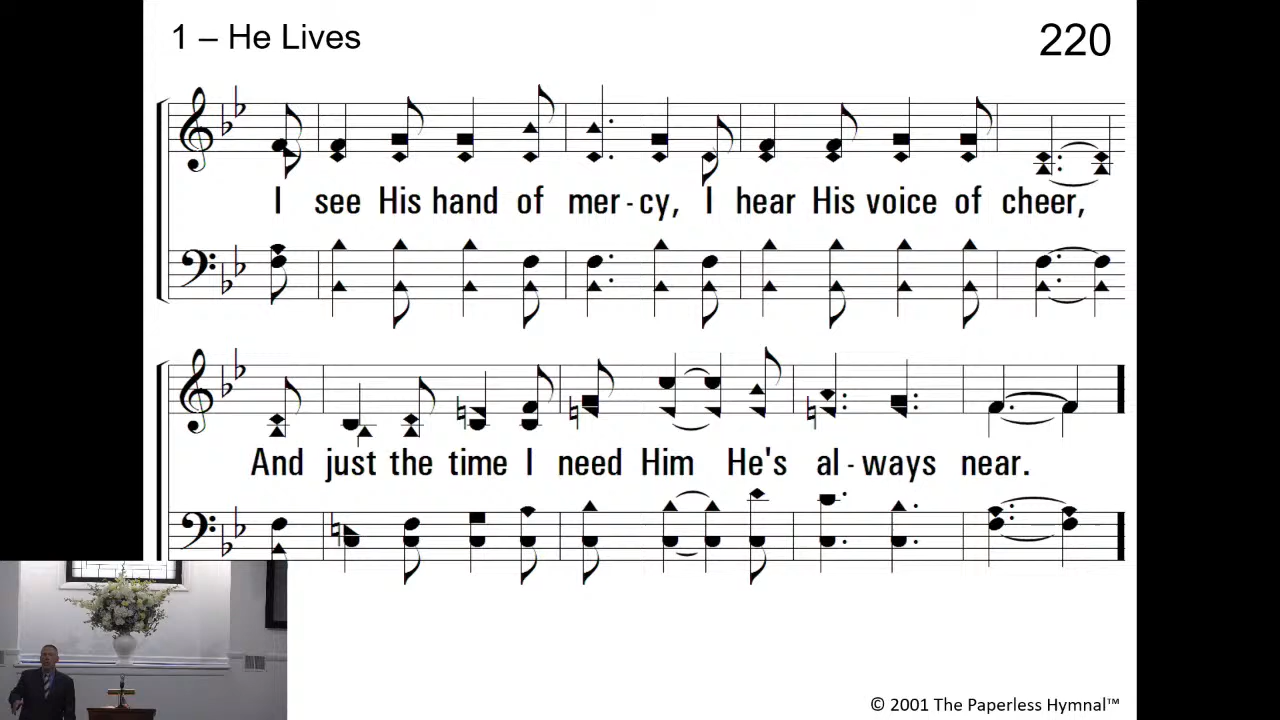 1 – He Lives
220
I see His hand of mer-cy, I hear His voice of cheer,
And just the time I need Him He's al-ways near.
© 2001 The Paperless Hymnal™